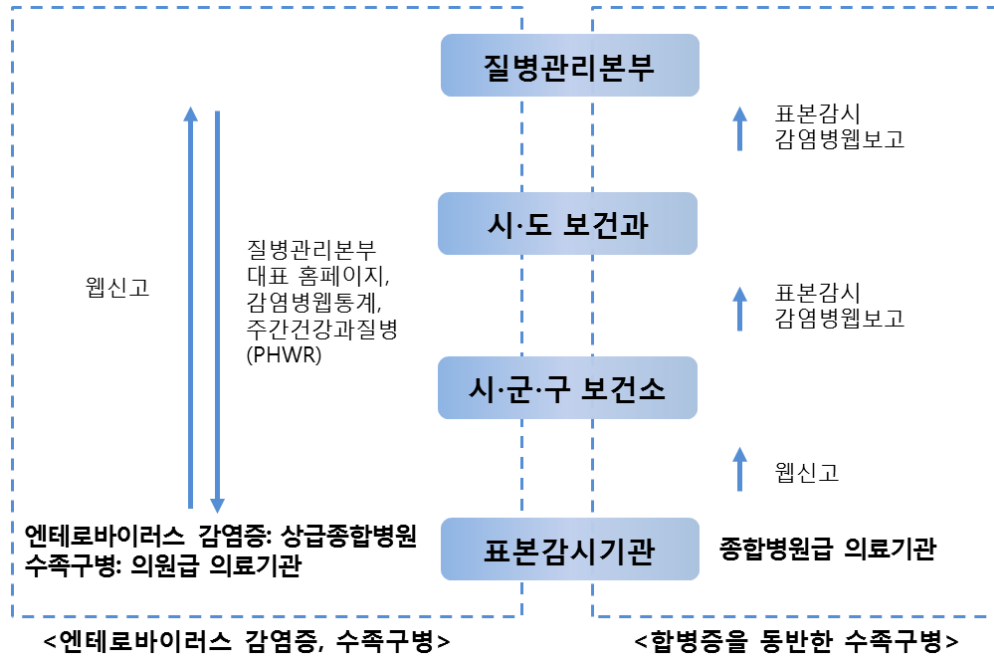 질병관리본부
표본감시
감염병웹보고
시·도 보건과
웹신고
질병관리본부
대표 홈페이지,
감염병웹통계,
주간건강과질병
(PHWR)
표본감시
감염병웹보고
시·군·구 보건소
웹신고
엔테로바이러스 감염증: 상급종합병원
수족구병: 의원급 의료기관
표본감시기관
종합병원급 의료기관
<엔테로바이러스 감염증, 수족구병>
<합병증을 동반한 수족구병>